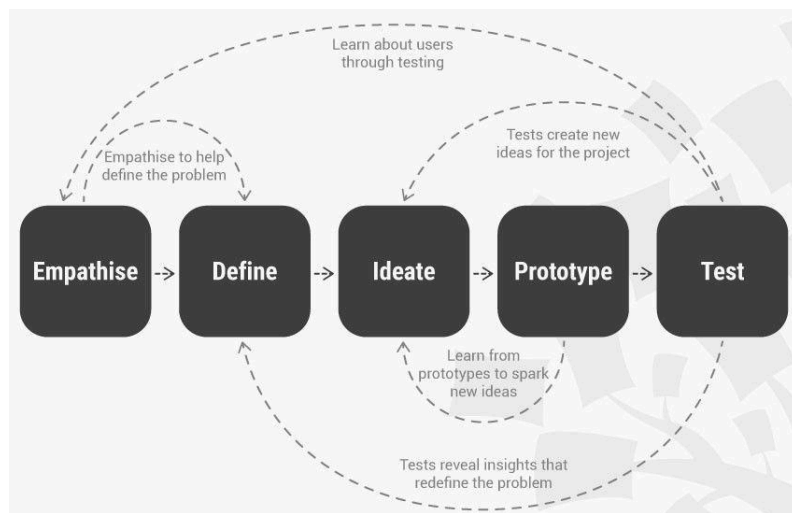 Learn about users
through testing
Tests create new
ideas for the project
Empathise to help
define the problem
Empathise
Define
Ideate
Prototype
Test
Learn from
prototypes to spark
new ideas
Tests reveal insights that
redefine the problem